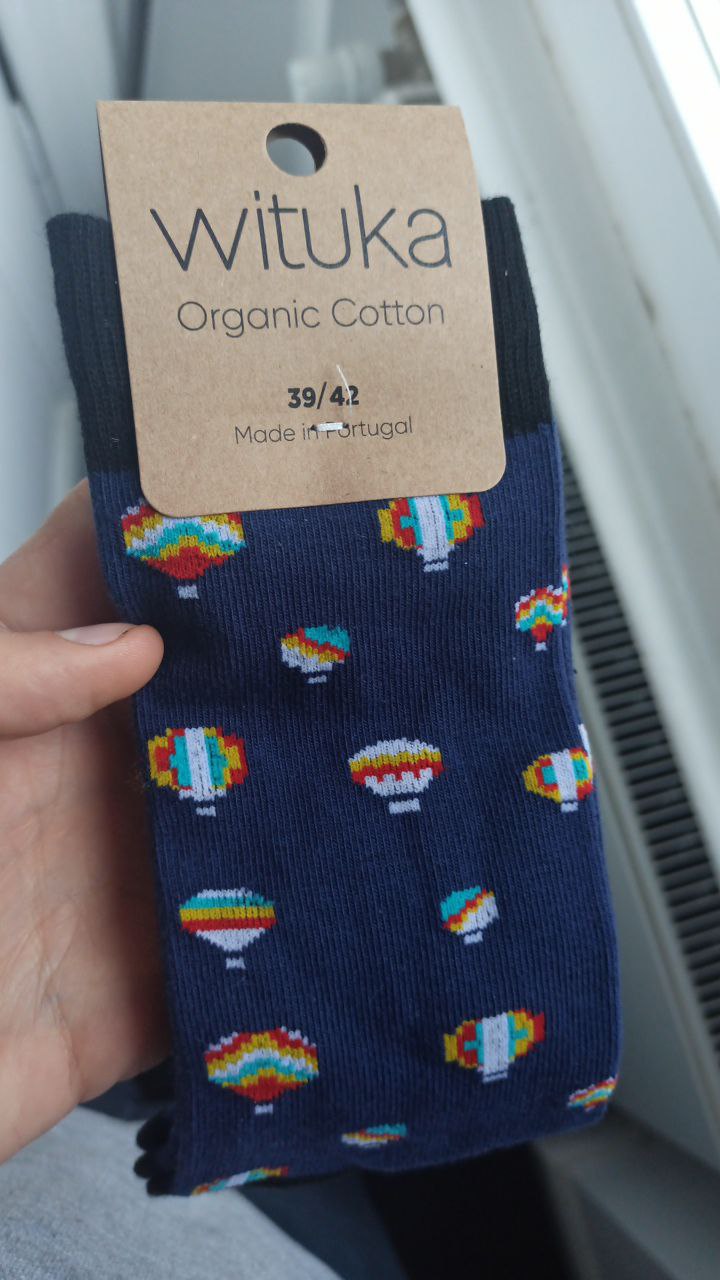 wituka
Organic Cotton
39/42
Made in Portugal